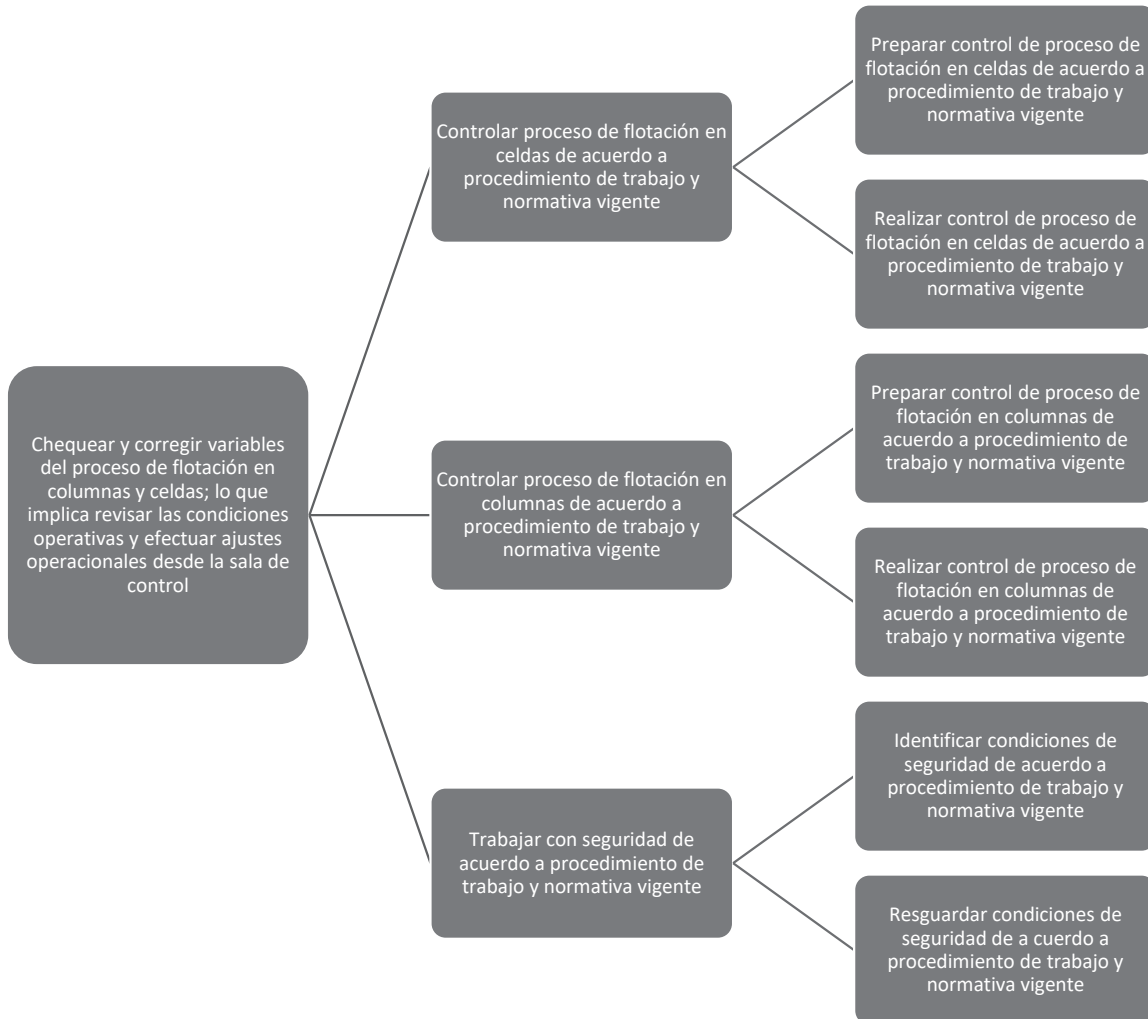 Chequear y corregir variables
del proceso de flotación en
columnas y celdas; lo que
implica revisar las condiciones
operativas y efectuar ajustes
operacionales desde la sala de
control
Controlar proceso de flotación en
celdas de acuerdo a
procedimiento de trabajo y
normativa vigente
Preparar control de proceso de
flotación en celdas de acuerdo a
procedimiento de trabajo y
normativa vigente
Realizar control de proceso de
flotación en celdas de acuerdo a
procedimiento de trabajo y
normativa vigente
Controlar proceso de flotación en
columnas de acuerdo a
procedimiento de trabajo y
normativa vigente
Preparar control de proceso de
flotación en columnas de
acuerdo a procedimiento de
trabajo y normativa vigente
Realizar control de proceso de
flotación en columnas de
acuerdo a procedimiento de
trabajo y normativa vigente
Trabajar con seguridad de
acuerdo a procedimiento de
trabajo y normativa vigente
Identificar condiciones de
seguridad de acuerdo a
procedimiento de trabajo y
normativa vigente
Resguardar condiciones de
seguridad de a cuerdo a
procedimiento de trabajo y
normativa vigente